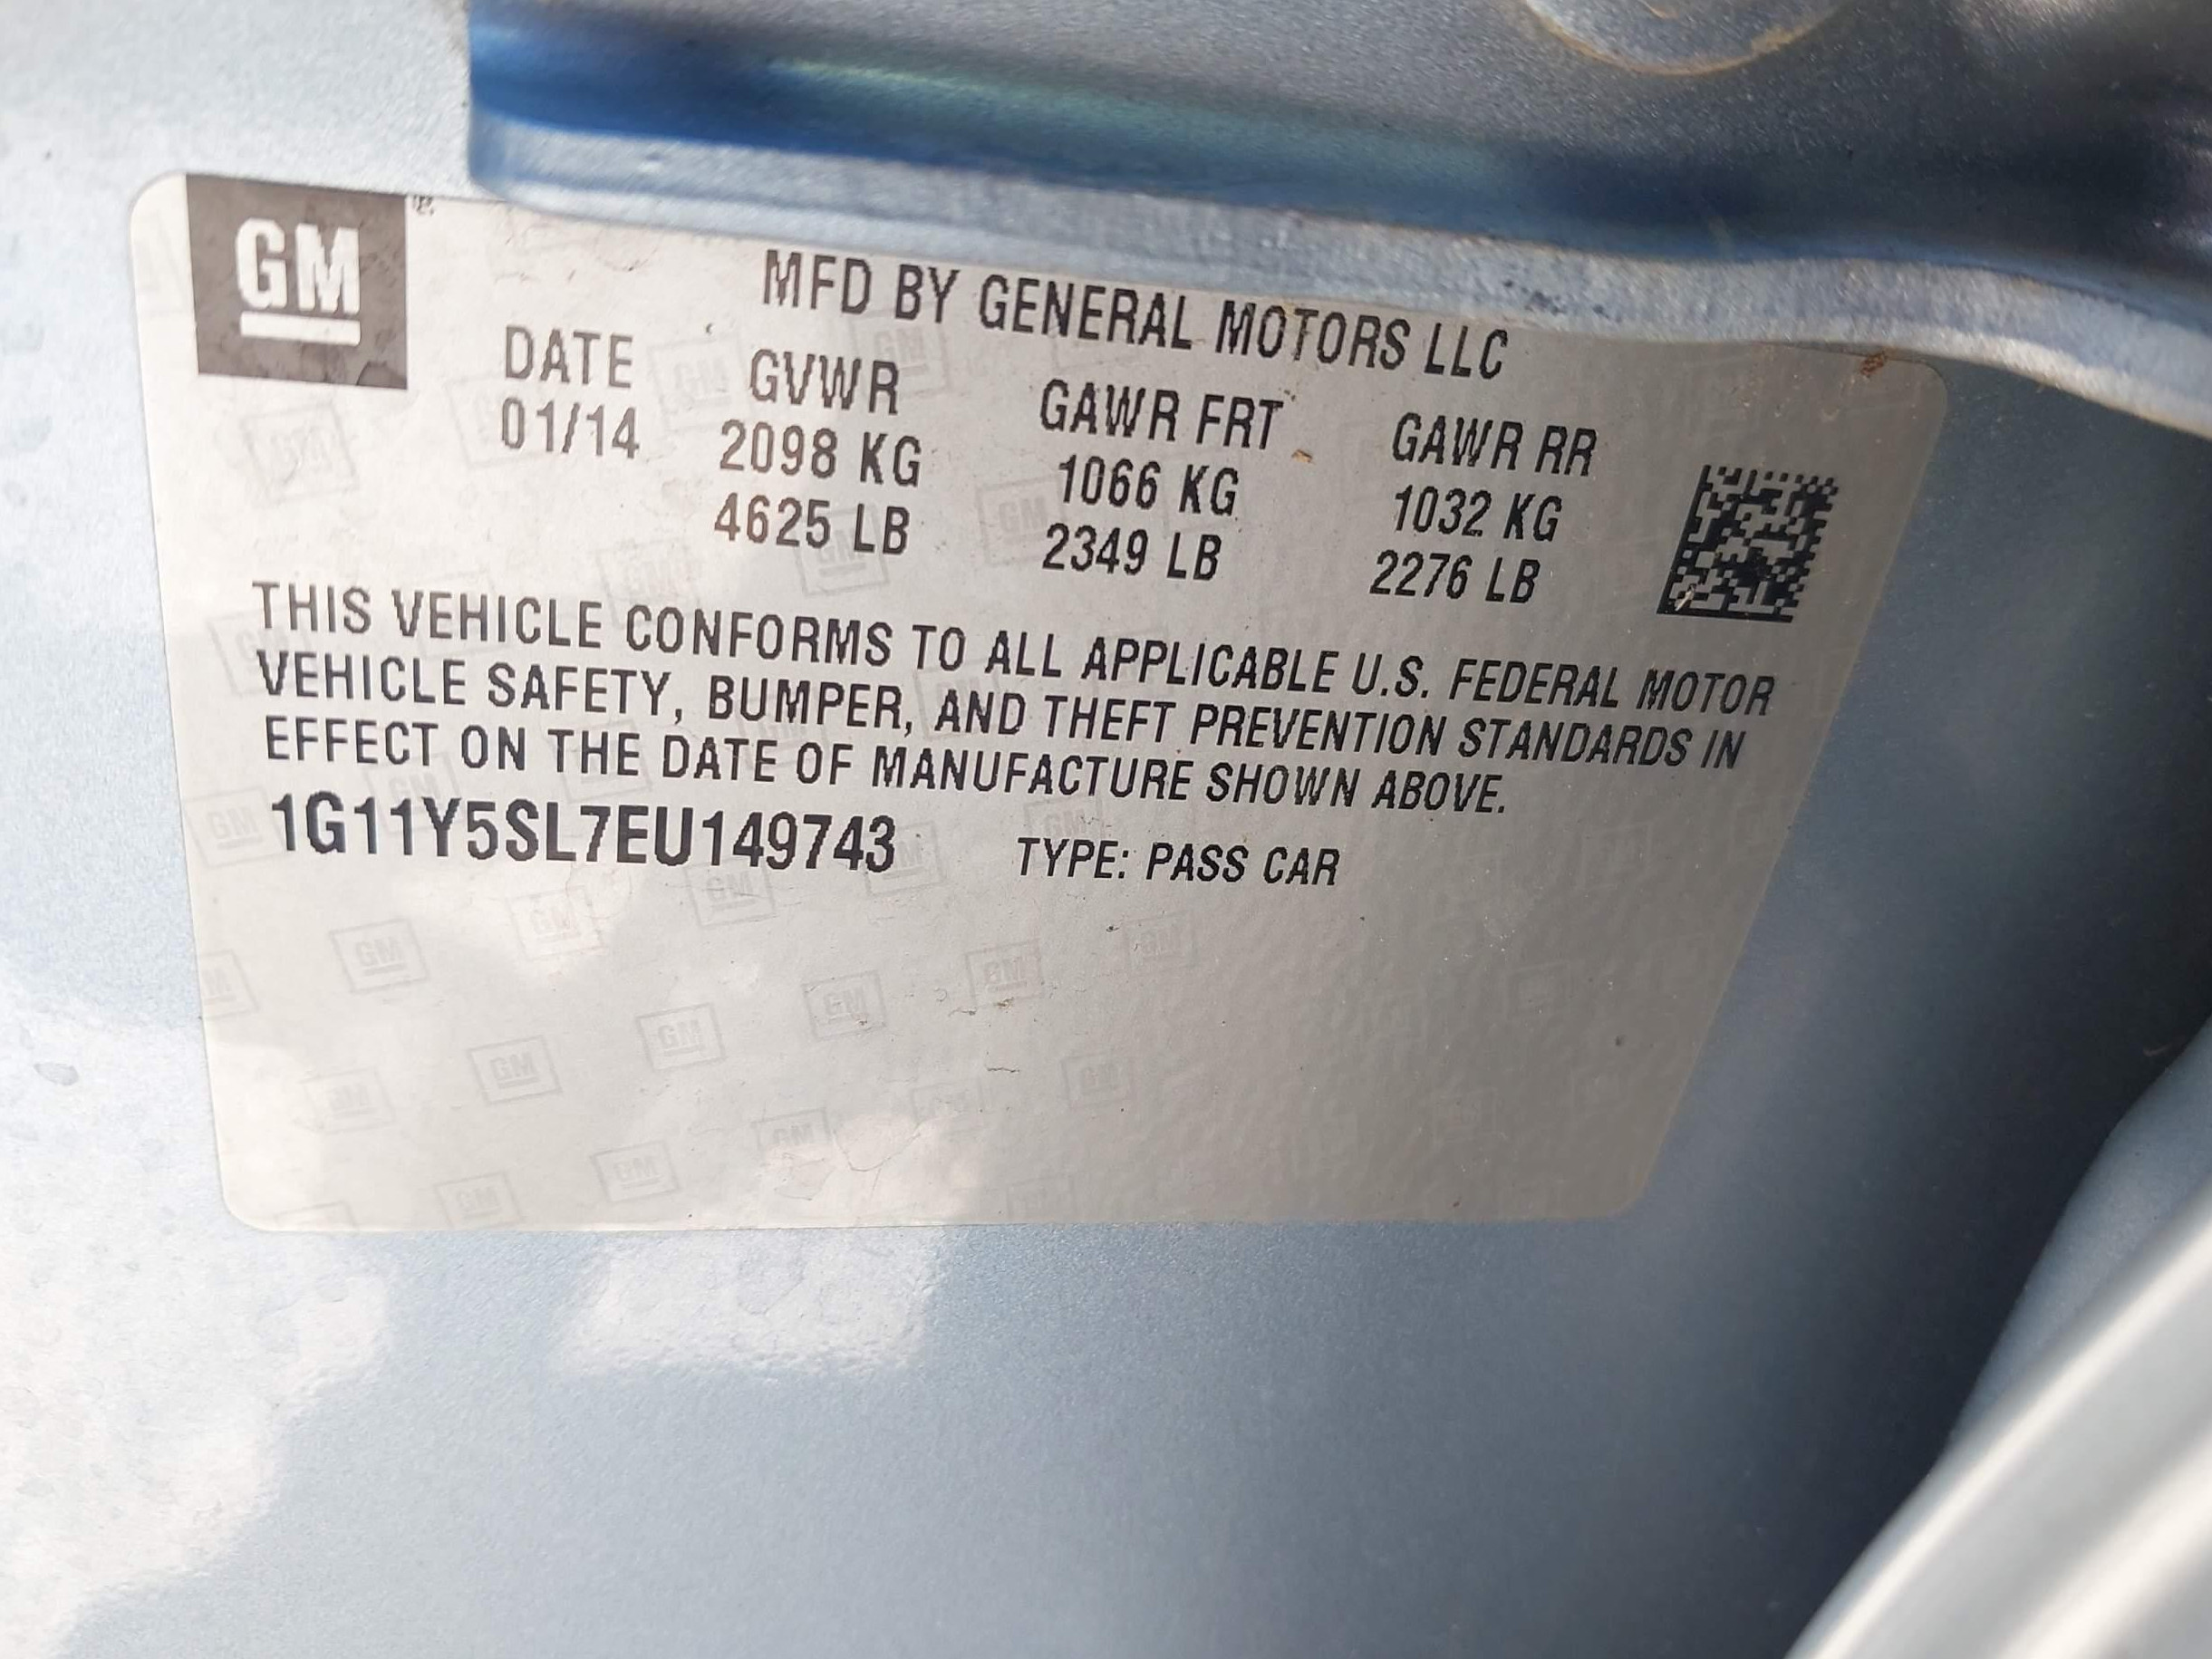 GM
MFD BY GENERAL MOTORS LLC
DATE GVWR GAWR FRT GAWR RR
01/14 2098 KG 1066 KG 1032 KG
4625 LB 2349 LB 2276 LB
THIS VEHICLE CONFORMS TO ALL APPLICABLE U.S. FEDERAL MOTOR
VEHICLE SAFETY, BUMPER, AND THEFT PREVENTION STANDARDS IN
EFFECT ON THE DATE OF MANUFACTURE SHOWN ABOVE.
1G11Y5SL7EU149743 TYPE: PASS CAR